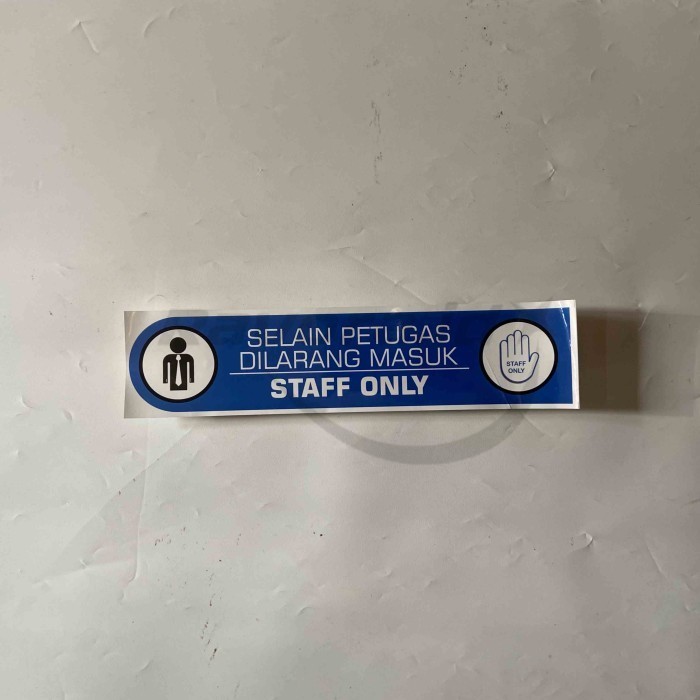 SELAIN PETUGAS
DILARANG MASUK
STAFF ONLY
STAFF
ONLY